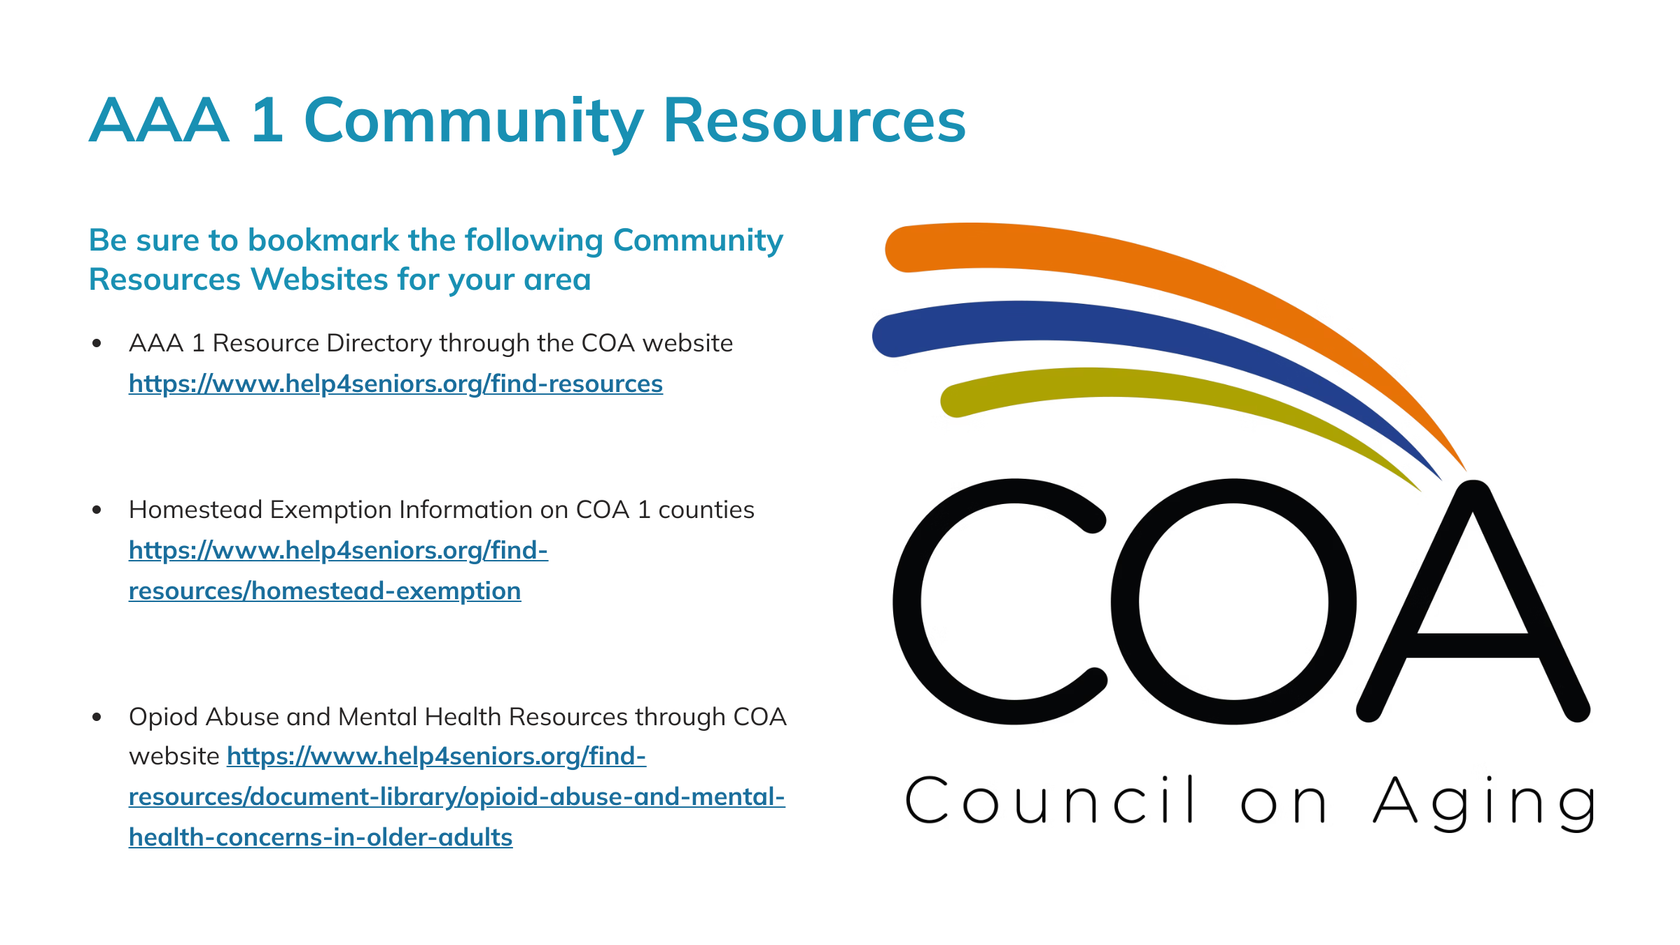 AAA 1 Community Resources
Be sure to bookmark the following Community
Resources Websites for your area
• AAA 1 Resource Directory through the COA website
https://www.help4seniors.org/find-resources
• Homestead Exemption Information on COA 1 counties
https://www.help4seniors.org/find-
resources/homestead-exemption
• Opiod Abuse and Mental Health Resources through COA
website https://www.help4seniors.org/find-
resources/document-library/opioid-abuse-and-mental-
health-concerns-in-older-adults
COA
Council on Aging